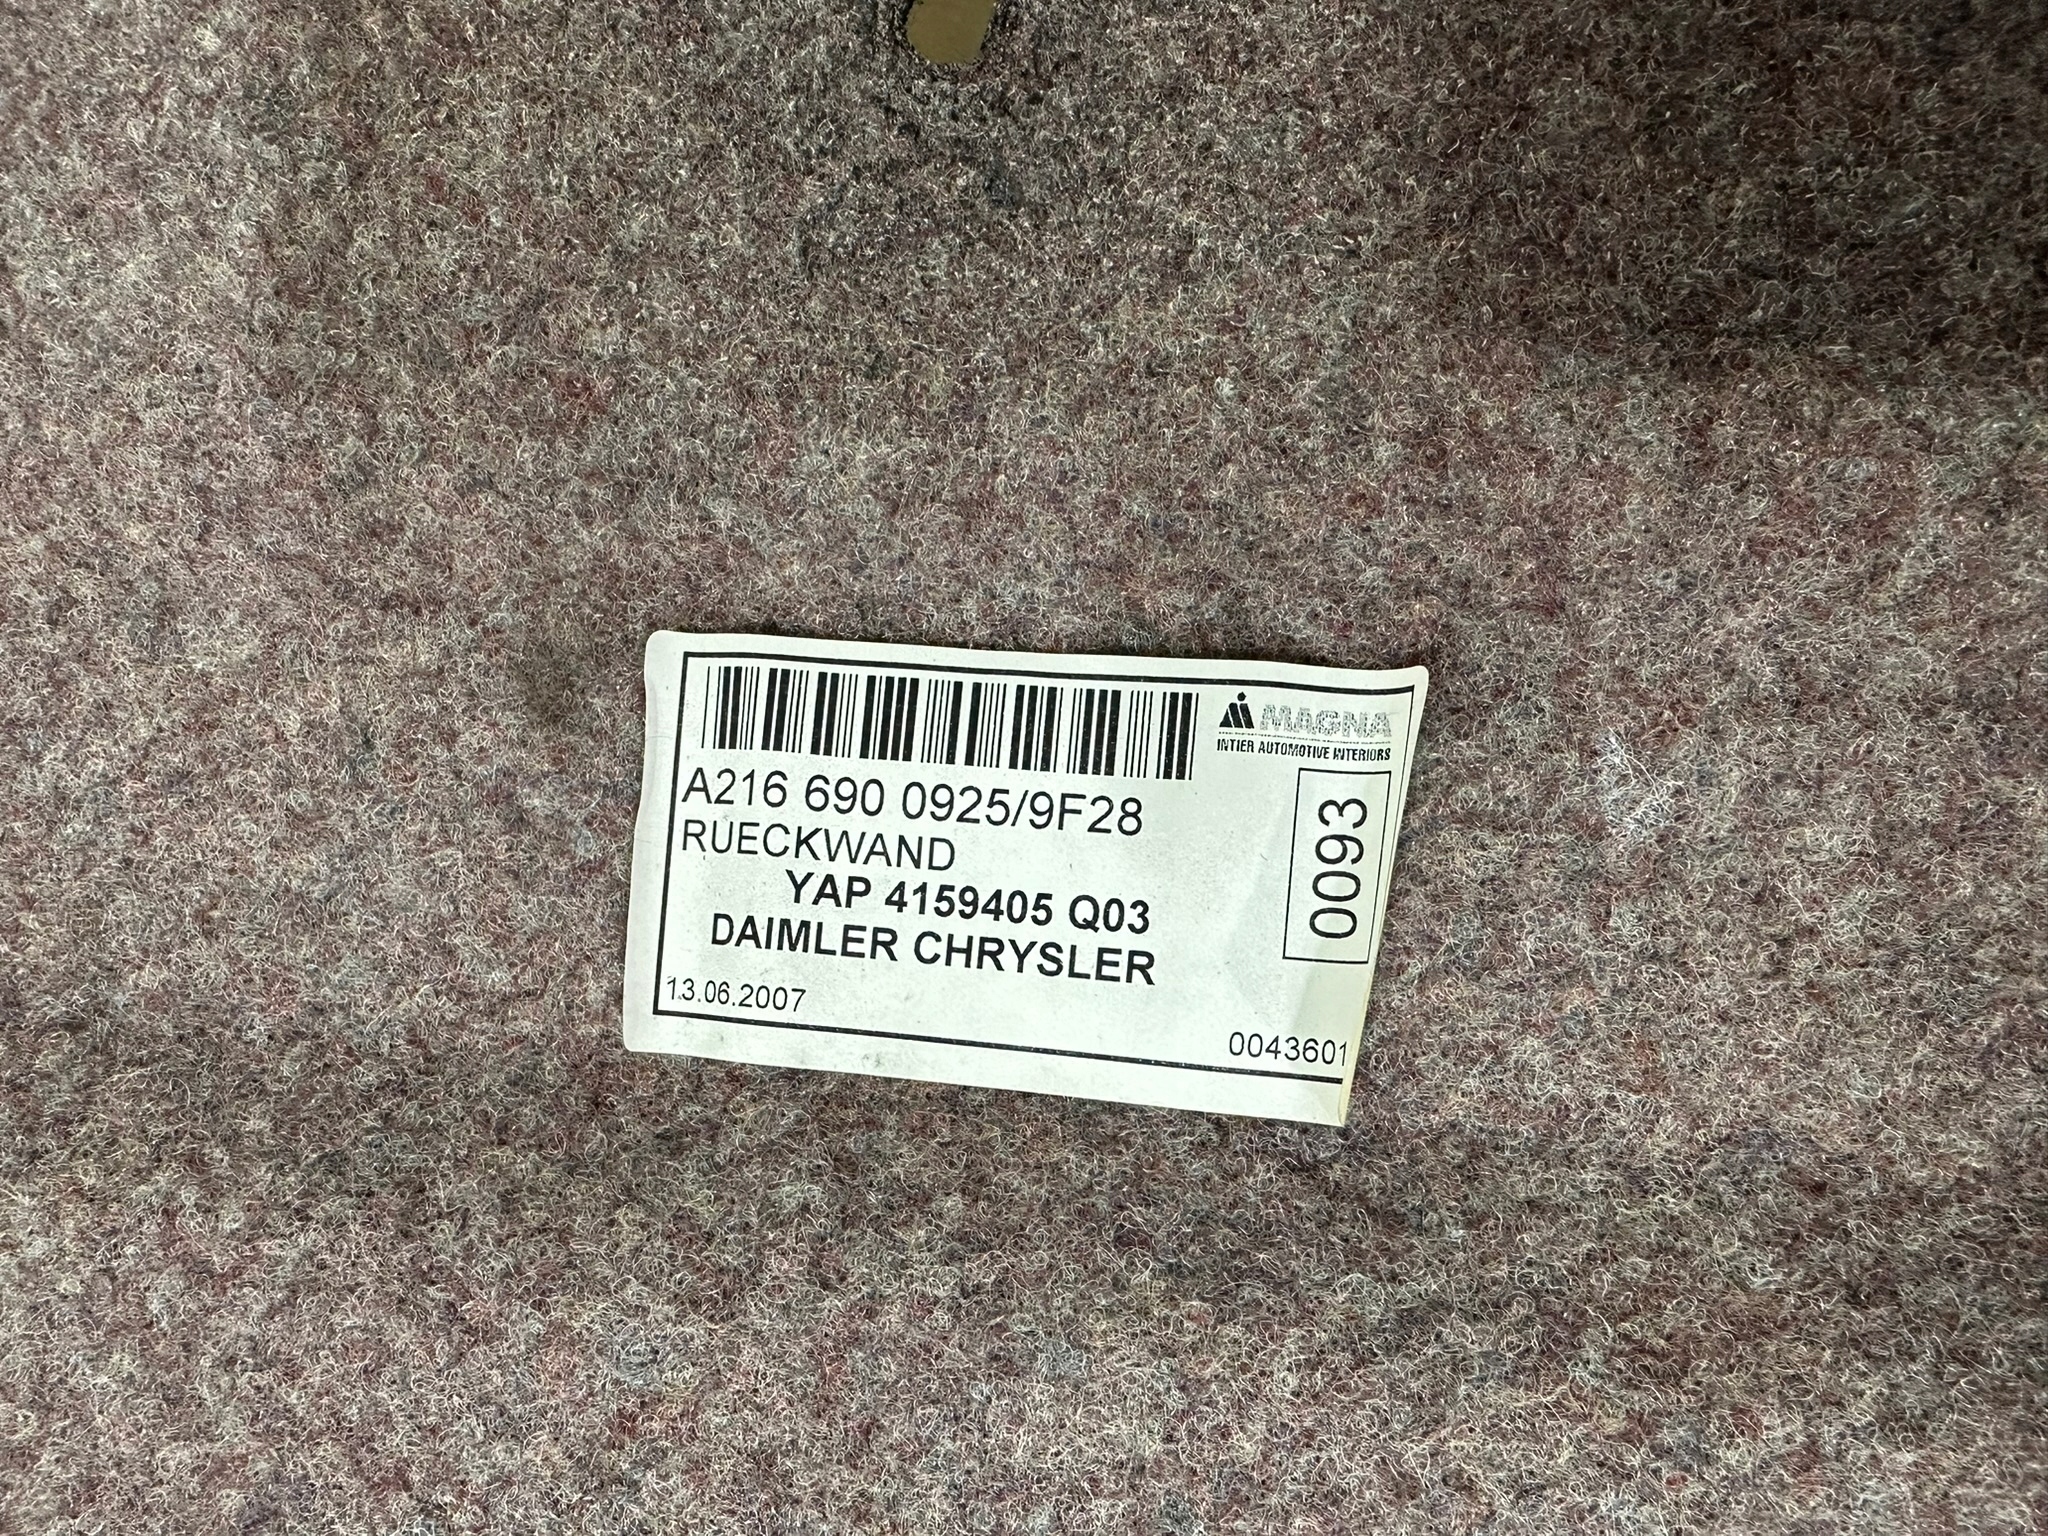 MAGNA
INTIER AUTOMOTIVE INTERIORS
A216 690 0925/9F28
RUECKWAND
YAP 4159405 Q03
DAIMLER CHRYSLER
0093
13.06.2007
0043601